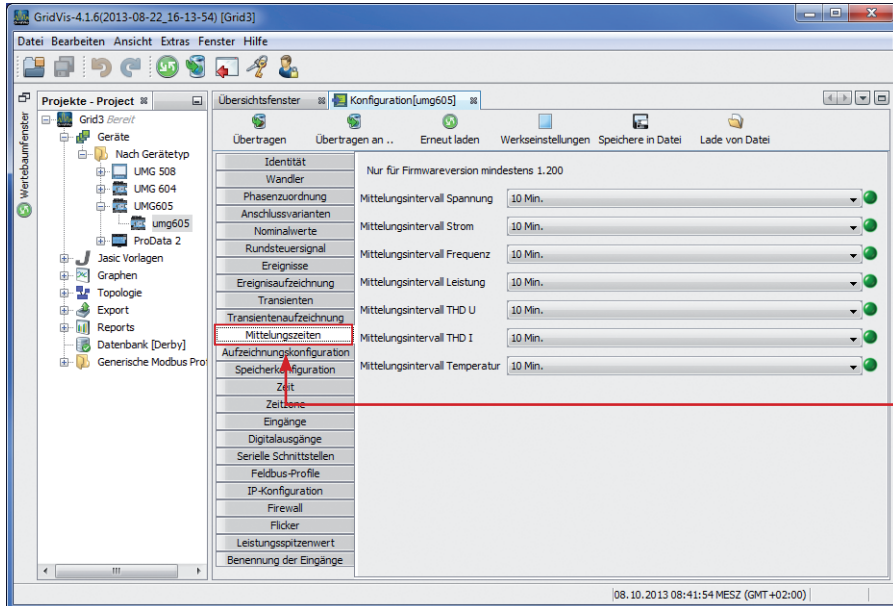 GridVis-4.1.6(2013-08-22_16-13-54) [Grid3]
Datei Bearbeiten Ansicht Extras Fenster Hilfe
Wertebaumfenster
Projekte - Project
Grid3 Bereit
Geräte
Nach Gerätetyp
UMG 508
UMG 604
UMG605
umg605
ProData 2
Jasic Vorlagen
Graphen
Topologie
Export
Reports
Datenbank [Derby]
Generische Modbus
Übersichtsfenster
Konfiguration[umg605]
Übertragen
Übertragen an ..
Erneut laden
Werkseinstellungen
Speichere in Datei
Lade von Datei
Identität
Wandler
Phasenzuordnung
Anschlussvarianten
Nominalwerte
Rundsteuersignal
Ereignisse
Ereignisaufzeichnung
Transienten
Transientenaufzeichnung
Mittelungszeiten
Aufzeichnungskonfiguration
Speicherkonfiguration
Zeit
Zeitzone
Eingänge
Digitalausgänge
Serielle Schnittstellen
Feldbus-Profile
IP-Konfiguration
Firewall
Flicker
Leistungsspitzenwert
Benennung der Eingänge
Nur für Firmwareversion mindestens 1.200
Mittelungsintervall Spannung 10 Min.
Mittelungsintervall Strom 10 Min.
Mittelungsintervall Frequenz 10 Min.
Mittelungsintervall Leistung 10 Min.
Mittelungsintervall THD U 10 Min.
Mittelungsintervall THD I 10 Min.
Mittelungsintervall Temperatur 10 Min.
08.10.2013 08:41:54 MESZ (GMT+02:00)